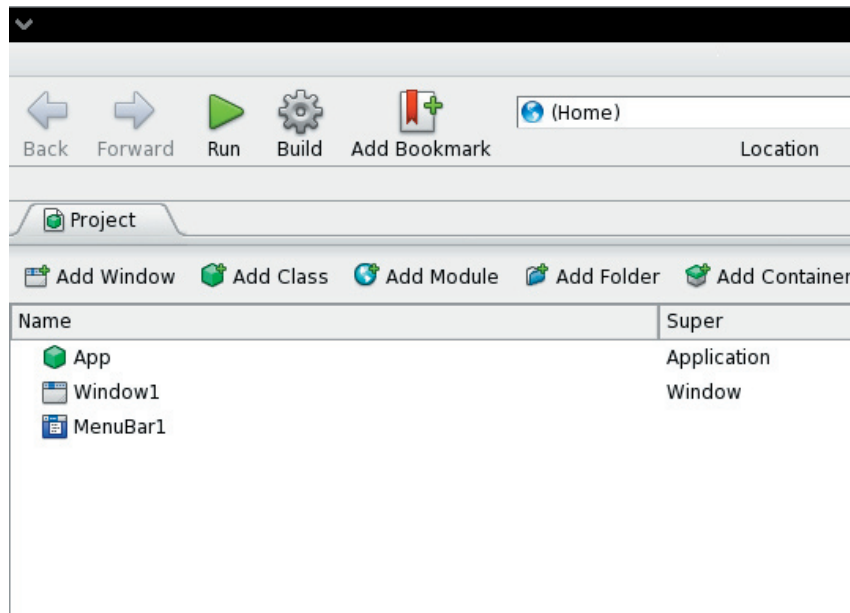 (Home)
Back Forward Run Build Add Bookmark Location
Project
Add Window Add Class Add Module Add Folder Add Container
Name Super
App Application
Window1 Window
MenuBar1